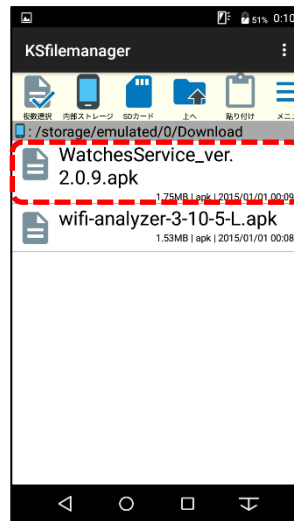 51% 0:10
KSfilemanager
複数選択 内部ストレージ SDカード 上へ 貼り付け メニュ
: /storage/emulated/0/Download
WatchesService_ver.
2.0.9.apk
1.75MB | apk | 2015/01/01 00:09
wifi-analyzer-3-10-5-L.apk
1.53MB | apk | 2015/01/01 00:08